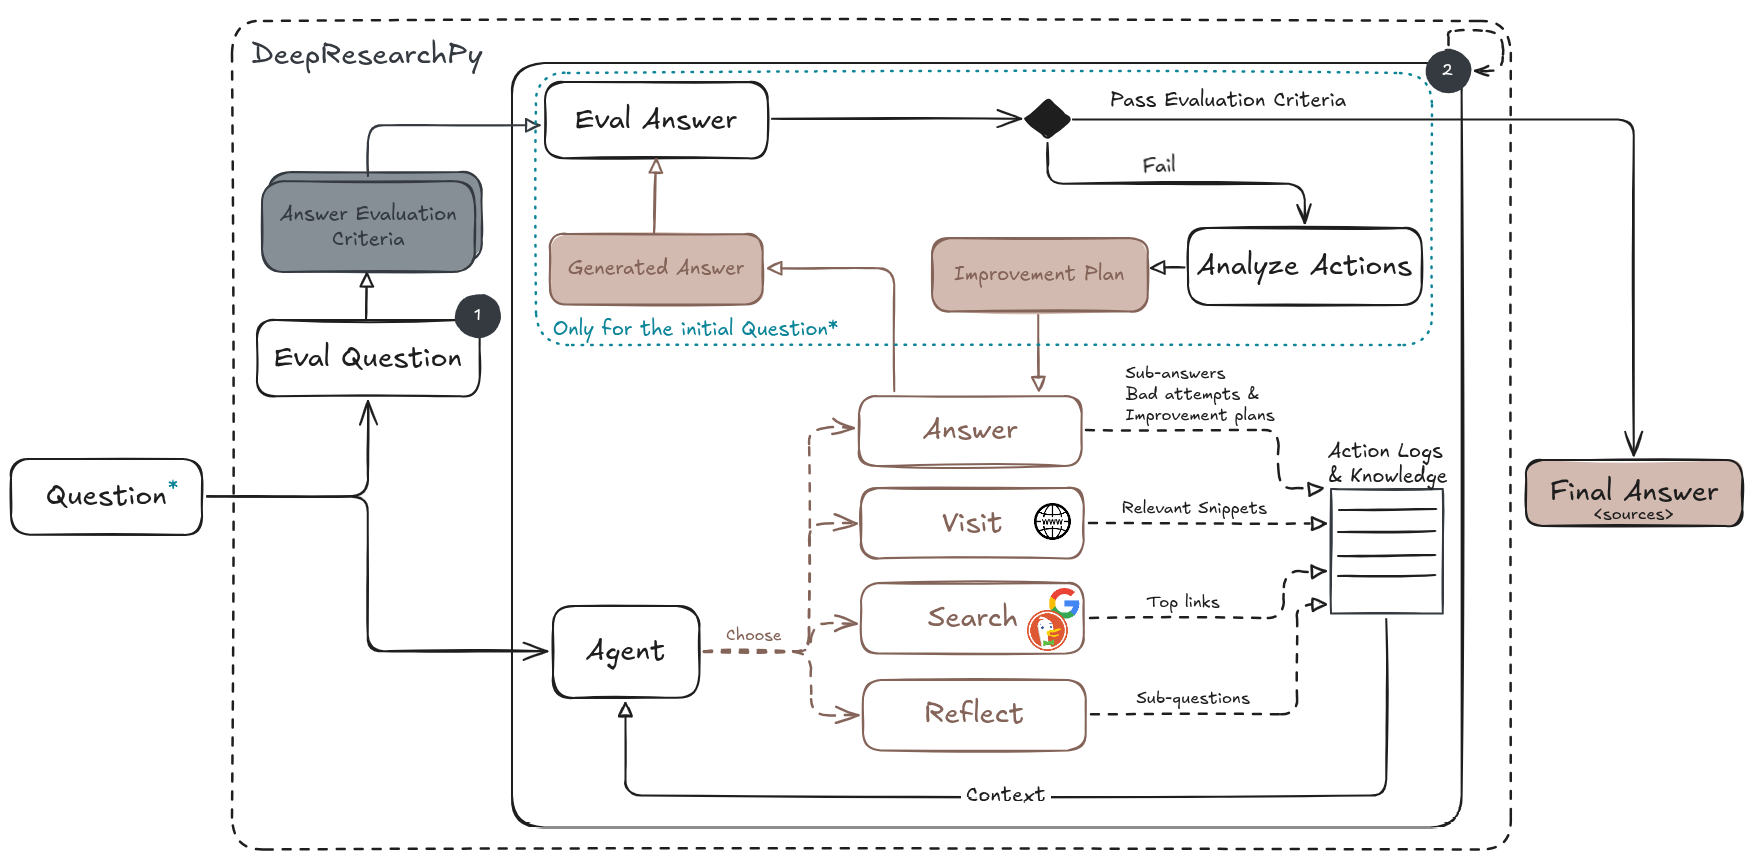 DeepResearchPy
2
Eval Answer
Pass Evaluation Criteria
Fail
Answer Evaluation
Criteria
Generated Answer
Improvement Plan
Analyze Actions
1
Only for the initial Question*
Eval Question
Sub-answers
Bad attempts &
Improvement plans
Answer
Action Logs
& Knowledge
Question*
Final Answer
<sources>
Visit
WWW
Relevant Snippets
Search
G
Top links
Choose
Agent
Reflect
Sub-questions
Context